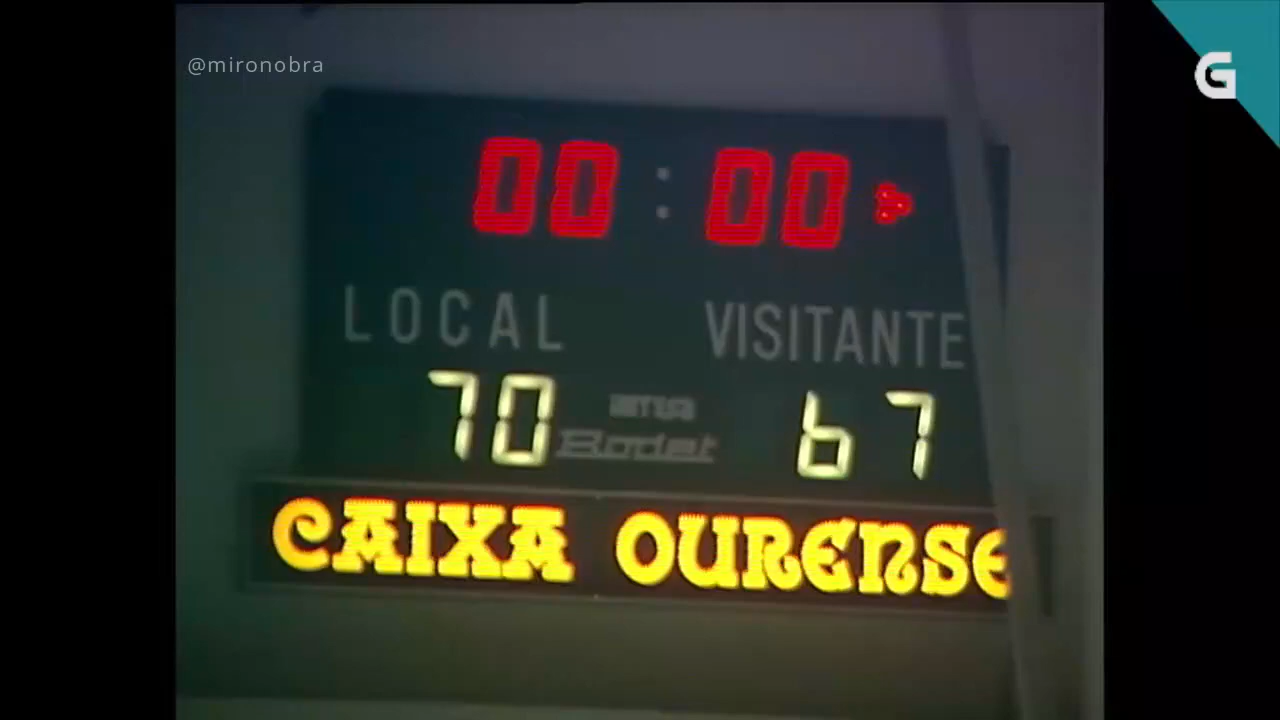 @mironobra
G
00:00
LOCAL VISITANTE
70 67
Bodet
CAIXA OURENSE